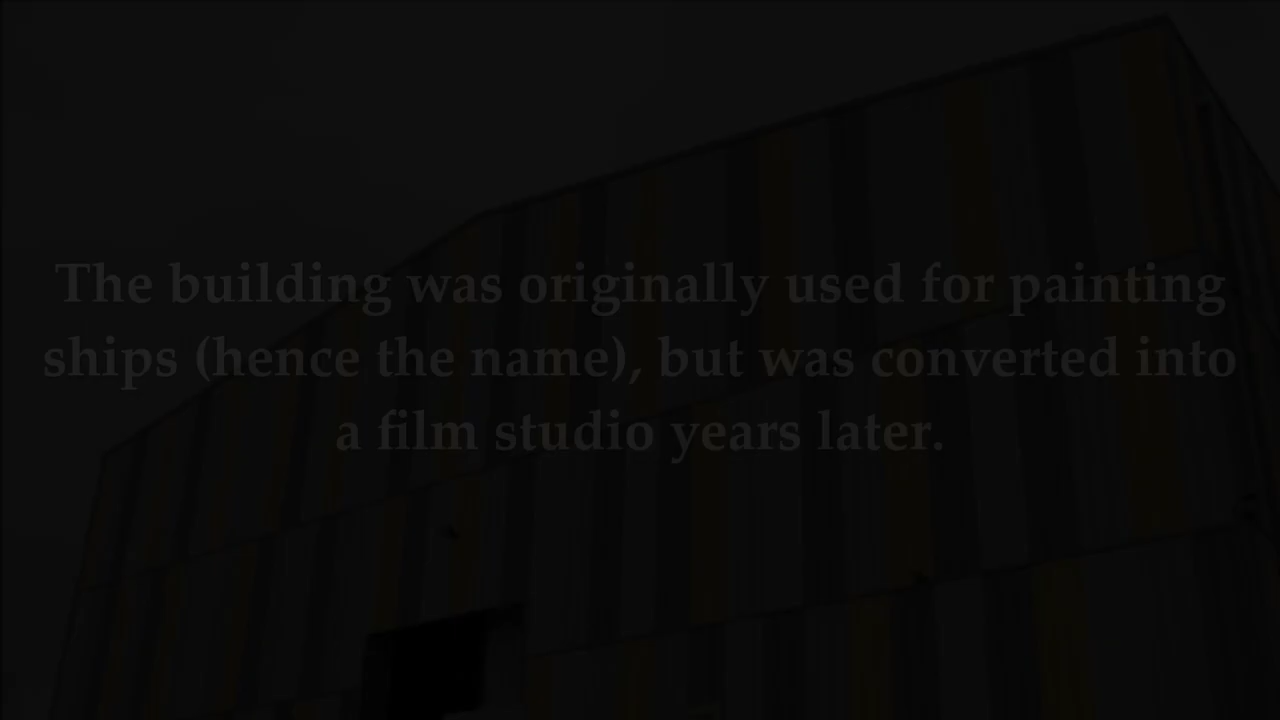 The building was originally used for painting
ships (hence the name), but was converted into
a film studio years later.